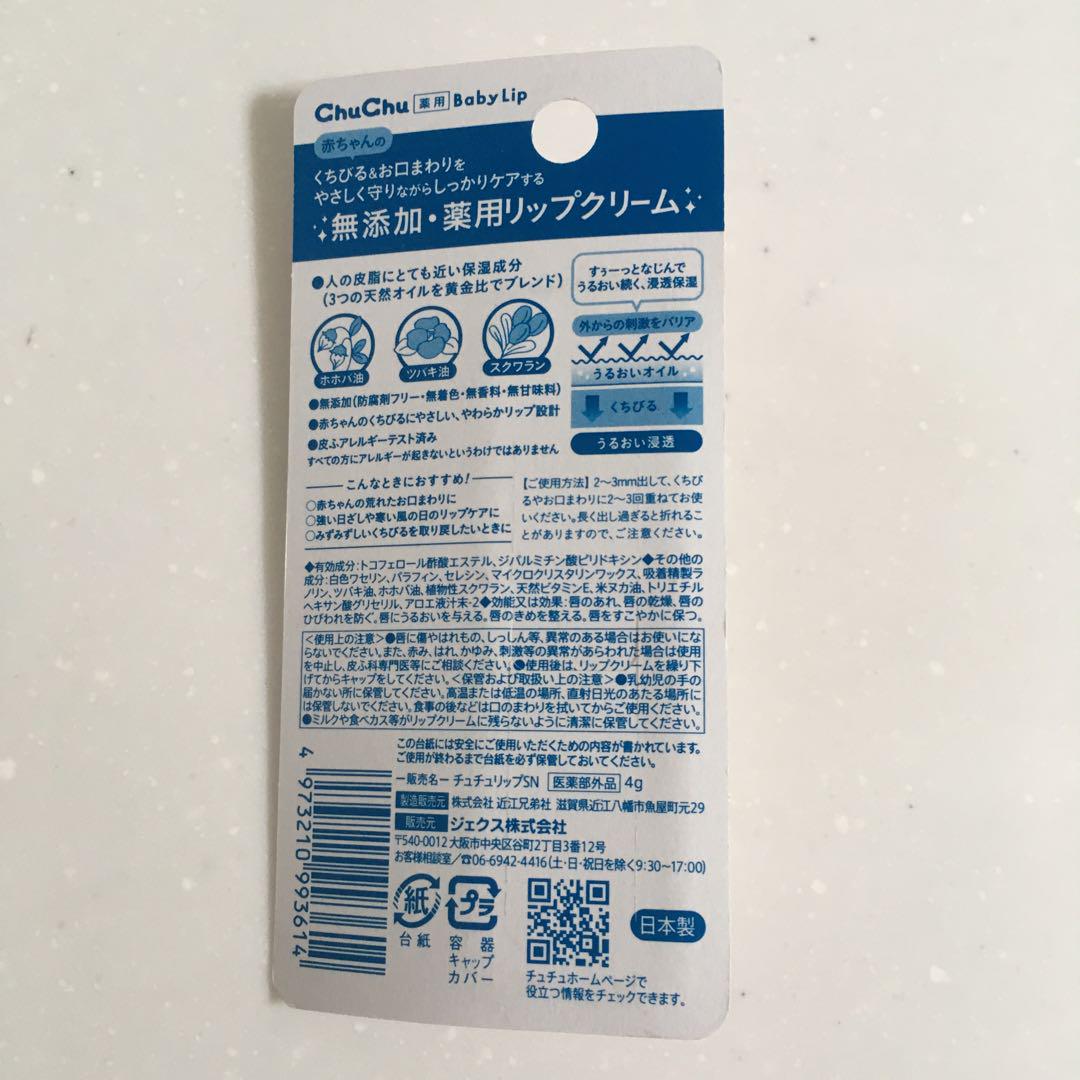 ChuChu 薬用 Baby Lip
赤ちゃんの
くちびる&お口まわりを
やさしく守りながらしっかりケアする
無添加・薬用リップクリーム
●人の皮脂にとても近い保湿成分
(3つの天然オイルを黄金比でブレンド)
ホホバ油
ツバキ油
スクワラン
●無添加(防腐剤フリー・無着色・無香料・無甘味料)
●赤ちゃんのくちびるにやさしい、やわらかリップ設計
●皮ふアレルギーテスト済み
すべての方にアレルギーが起きないというわけではありません
すぅーっとなじんで
うるおい続く、浸透保湿
外からの刺激をバリア
うるおいオイル
くちびる
うるおい浸透
こんなときにおすすめ!
○赤ちゃんの荒れたお口まわりに
○強い日ざしや寒い風の日のリップケアに
○みずみずしいくちびるを取り戻したいときに
【ご使用方法】2〜3mm出して、くちび
るやお口まわりに2〜3回重ねてお使
いください。長く出し過ぎると折れるこ
とがありますので、ご注意ください。
◆有効成分:トコフェロール酢酸エステル、ジパルミチン酸ピリドキシン◆その他の
成分:白色ワセリン、パラフィン、セレシン、マイクロクリスタリンワックス、吸着精製ラ
ノリン、ツバキ油、ホホバ油、植物性スクワラン、天然ビタミンE、米ヌカ油、トリエチル
ヘキサン酸グリセリル、アロエ液汁末-2◆効能又は効果:唇のあれ、唇の乾燥、唇の
ひびわれを防ぐ。唇にうるおいを与える。唇のきめを整える。唇をすこやかに保つ。
<使用上の注意>●唇に傷やはれもの、しっしん等、異常のある場合はお使いにな
らないでください。また、赤み、はれ、かゆみ、刺激等の異常があらわれた場合は使用
を中止し、皮ふ科専門医等にご相談ください。●使用後は、リップクリームを繰り下
げてからキャップをしてください。<保管および取扱い上の注意>●乳幼児の手の
届かない所に保管してください。高温または低温の場所、直射日光のあたる場所に
は保管しないでください。食事の後などは口のまわりを拭いてからご使用ください。
●ミルクや食べカス等がリップクリームに残らないように清潔に保管してください。
この台紙には安全にご使用いただくための内容が書かれています。
ご使用が終わるまで台紙を必ず保管しておいてください。
ー販売名ー チュチュリップSN 医薬部外品 4g
製造販売元 株式会社 近江兄弟社 滋賀県近江八幡市魚屋町元29
販売元 ジェクス株式会社
〒540-0012 大阪市中央区谷町2丁目3番12号
お客様相談室/☎06-6942-4416(土・日・祝日を除く9:30〜17:00)
4 973210 993614
紙
台紙
プラ
容器
キャップ
カバー
チュチュホームページで
役立つ情報をチェックできます。
日本製